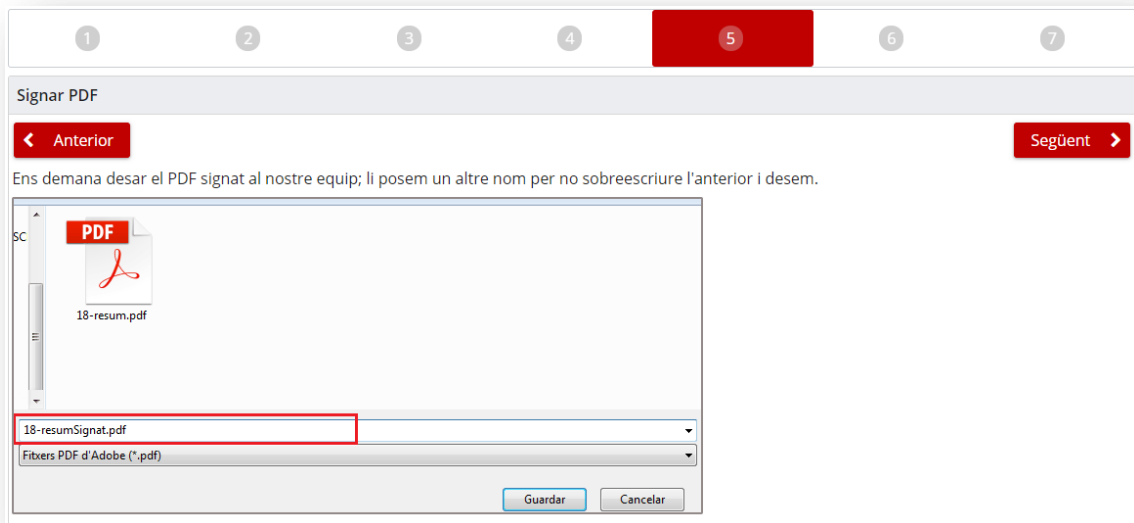 1 2 3 4 5 6 7
Signar PDF
Anterior Següent
Ens demana desar el PDF signat al nostre equip; li posem un altre nom per no sobreescriure l'anterior i desem.
SC
PDF
18-resum.pdf
18-resumSignat.pdf
Fitxers PDF d'Adobe (*.pdf)
Guardar Cancelar